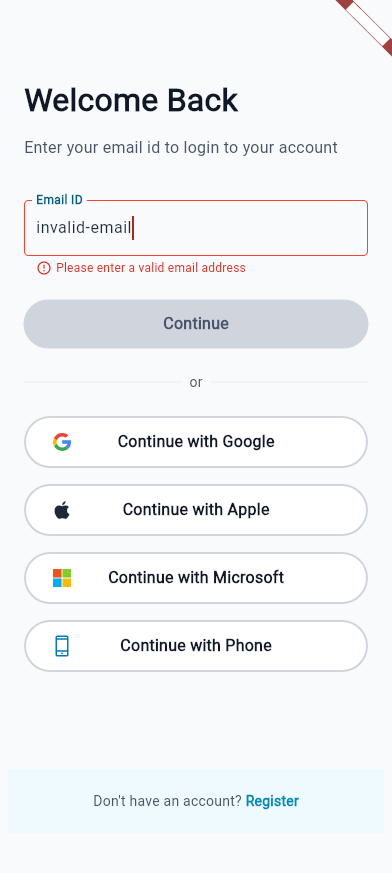 Welcome Back
Enter your email id to login to your account
Email ID
invalid-email
Please enter a valid email address
Continue
or
Continue with Google
Continue with Apple
Continue with Microsoft
Continue with Phone
Don't have an account? Register